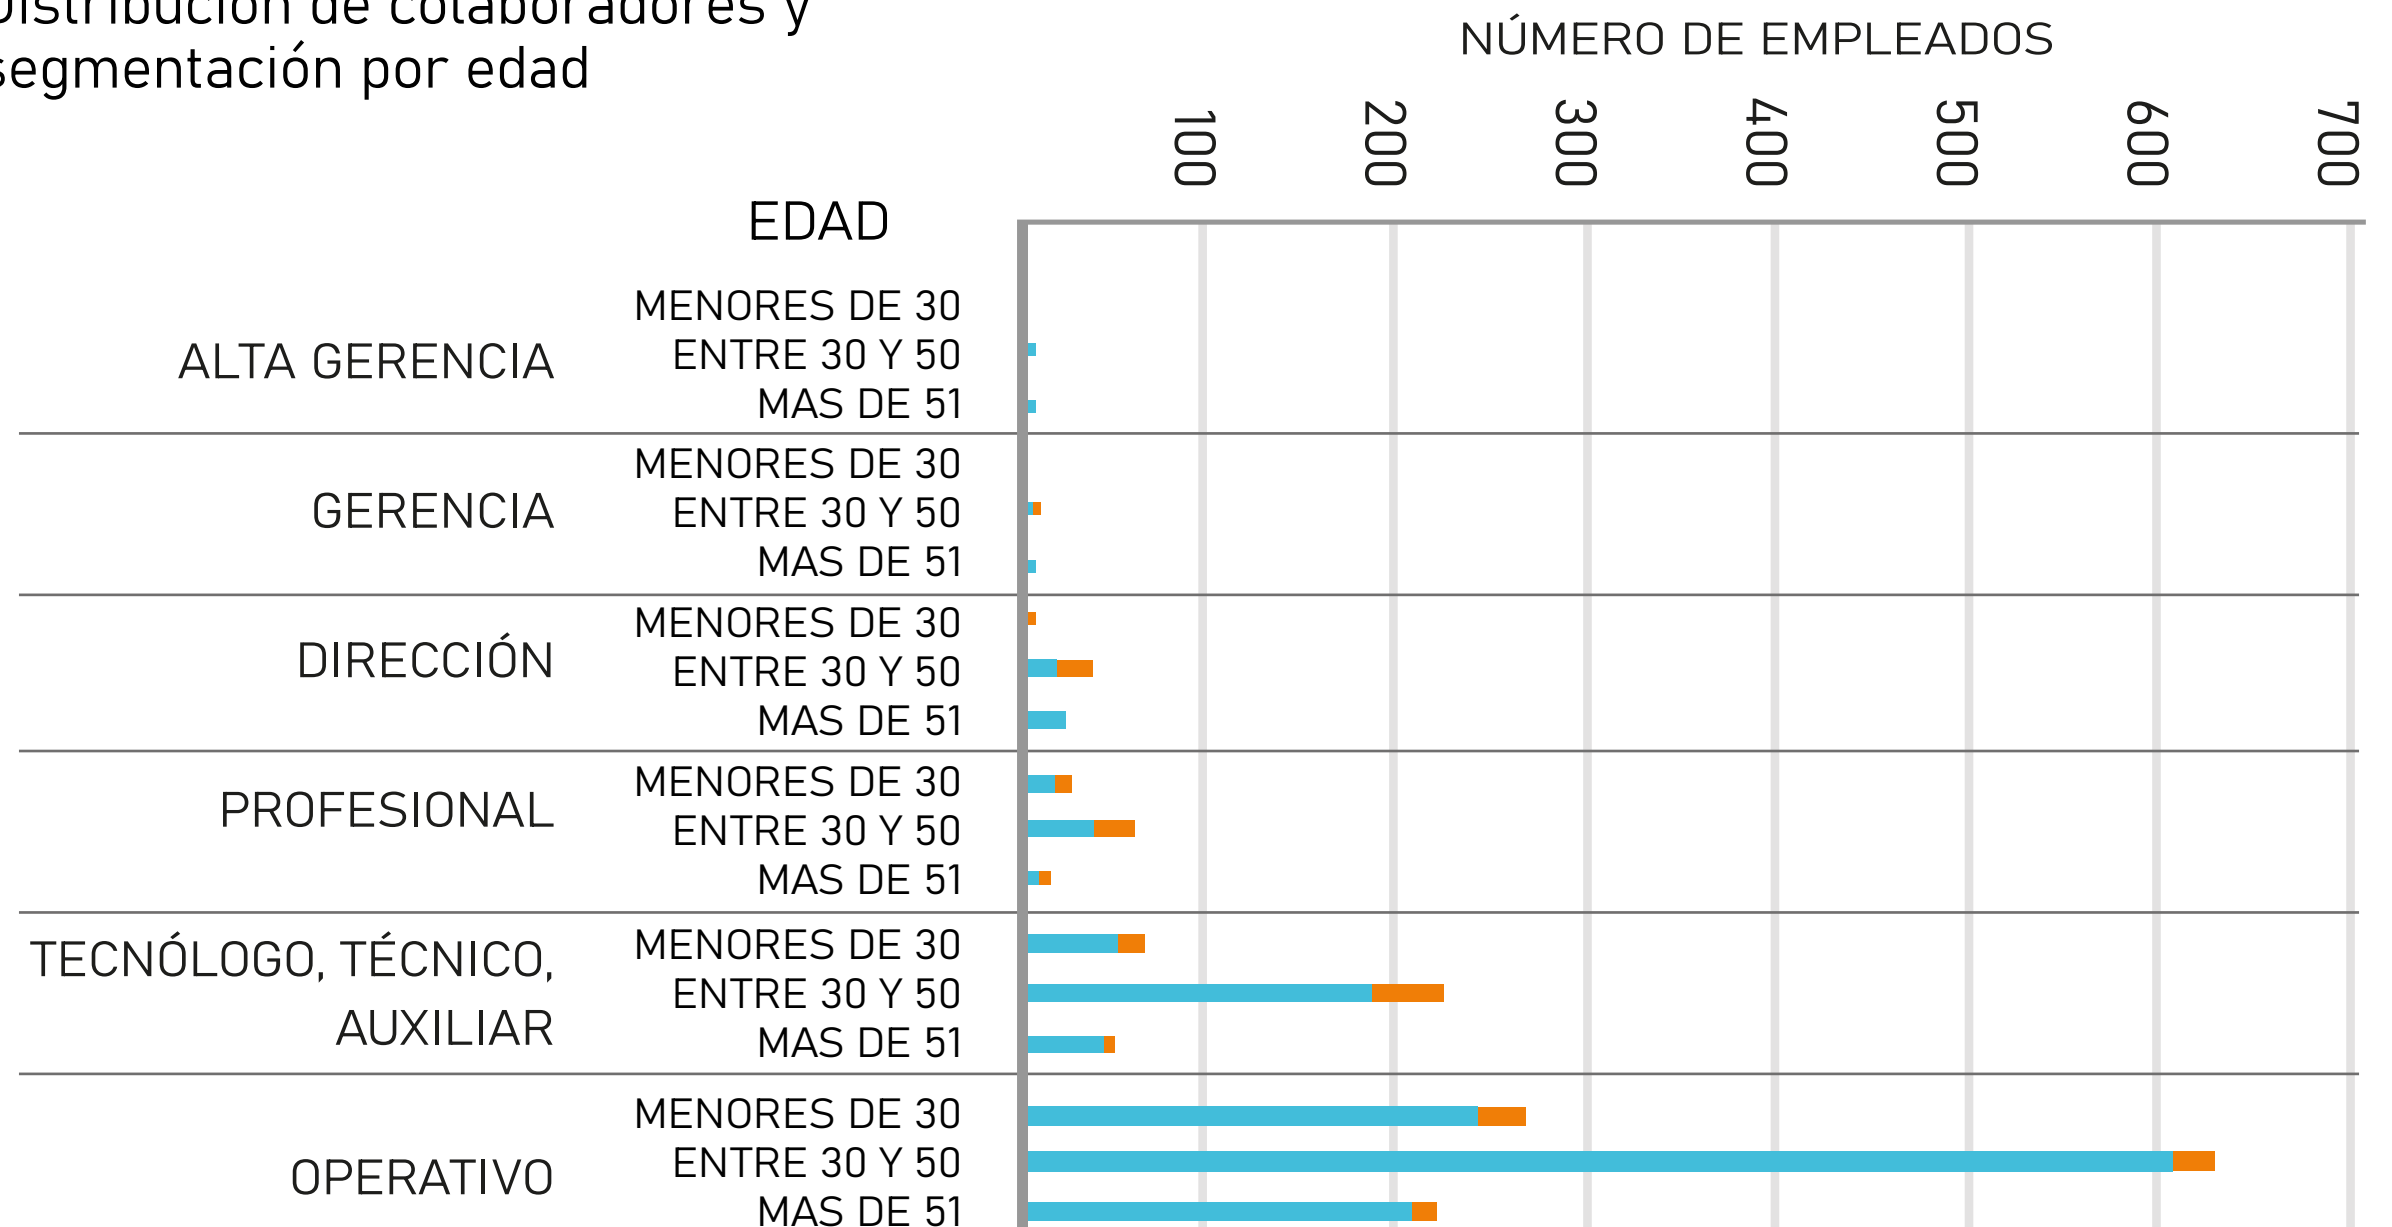 Distribución de colaboradores y
segmentación por edad
NÚMERO DE EMPLEADOS
100
200
300
400
500
600
700
EDAD
ALTA GERENCIA
MENORES DE 30
ENTRE 30 Y 50
MAS DE 51
GERENCIA
MENORES DE 30
ENTRE 30 Y 50
MAS DE 51
DIRECCIÓN
MENORES DE 30
ENTRE 30 Y 50
MAS DE 51
PROFESIONAL
MENORES DE 30
ENTRE 30 Y 50
MAS DE 51
TECNÓLOGO, TÉCNICO,
AUXILIAR
MENORES DE 30
ENTRE 30 Y 50
MAS DE 51
OPERATIVO
MENORES DE 30
ENTRE 30 Y 50
MAS DE 51